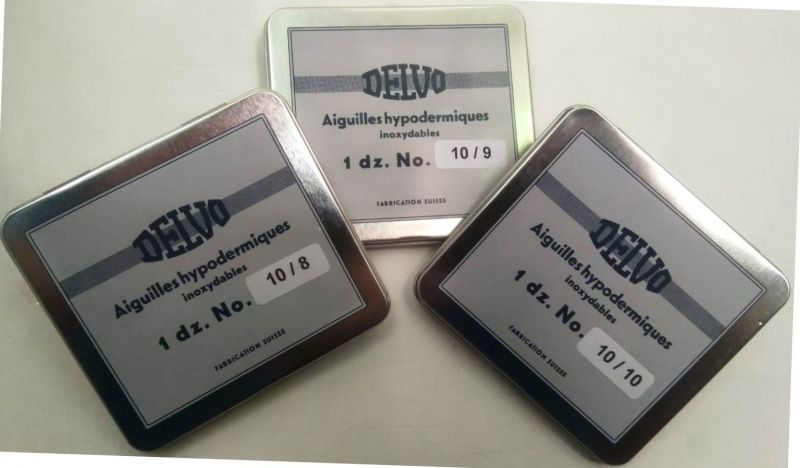 DELVO
Aiguilles hypodermiques
inoxydables
1 dz. No. 10 / 9
FABRICATION SUISSE
DELVO
Aiguilles hypodermiques
inoxydables
1 dz. No. 10 / 8
FABRICATION SUISSE
DELVO
Aiguilles hypodermiques
inoxydables
1 dz. No. 10 / 10
FABRICATION SUISSE